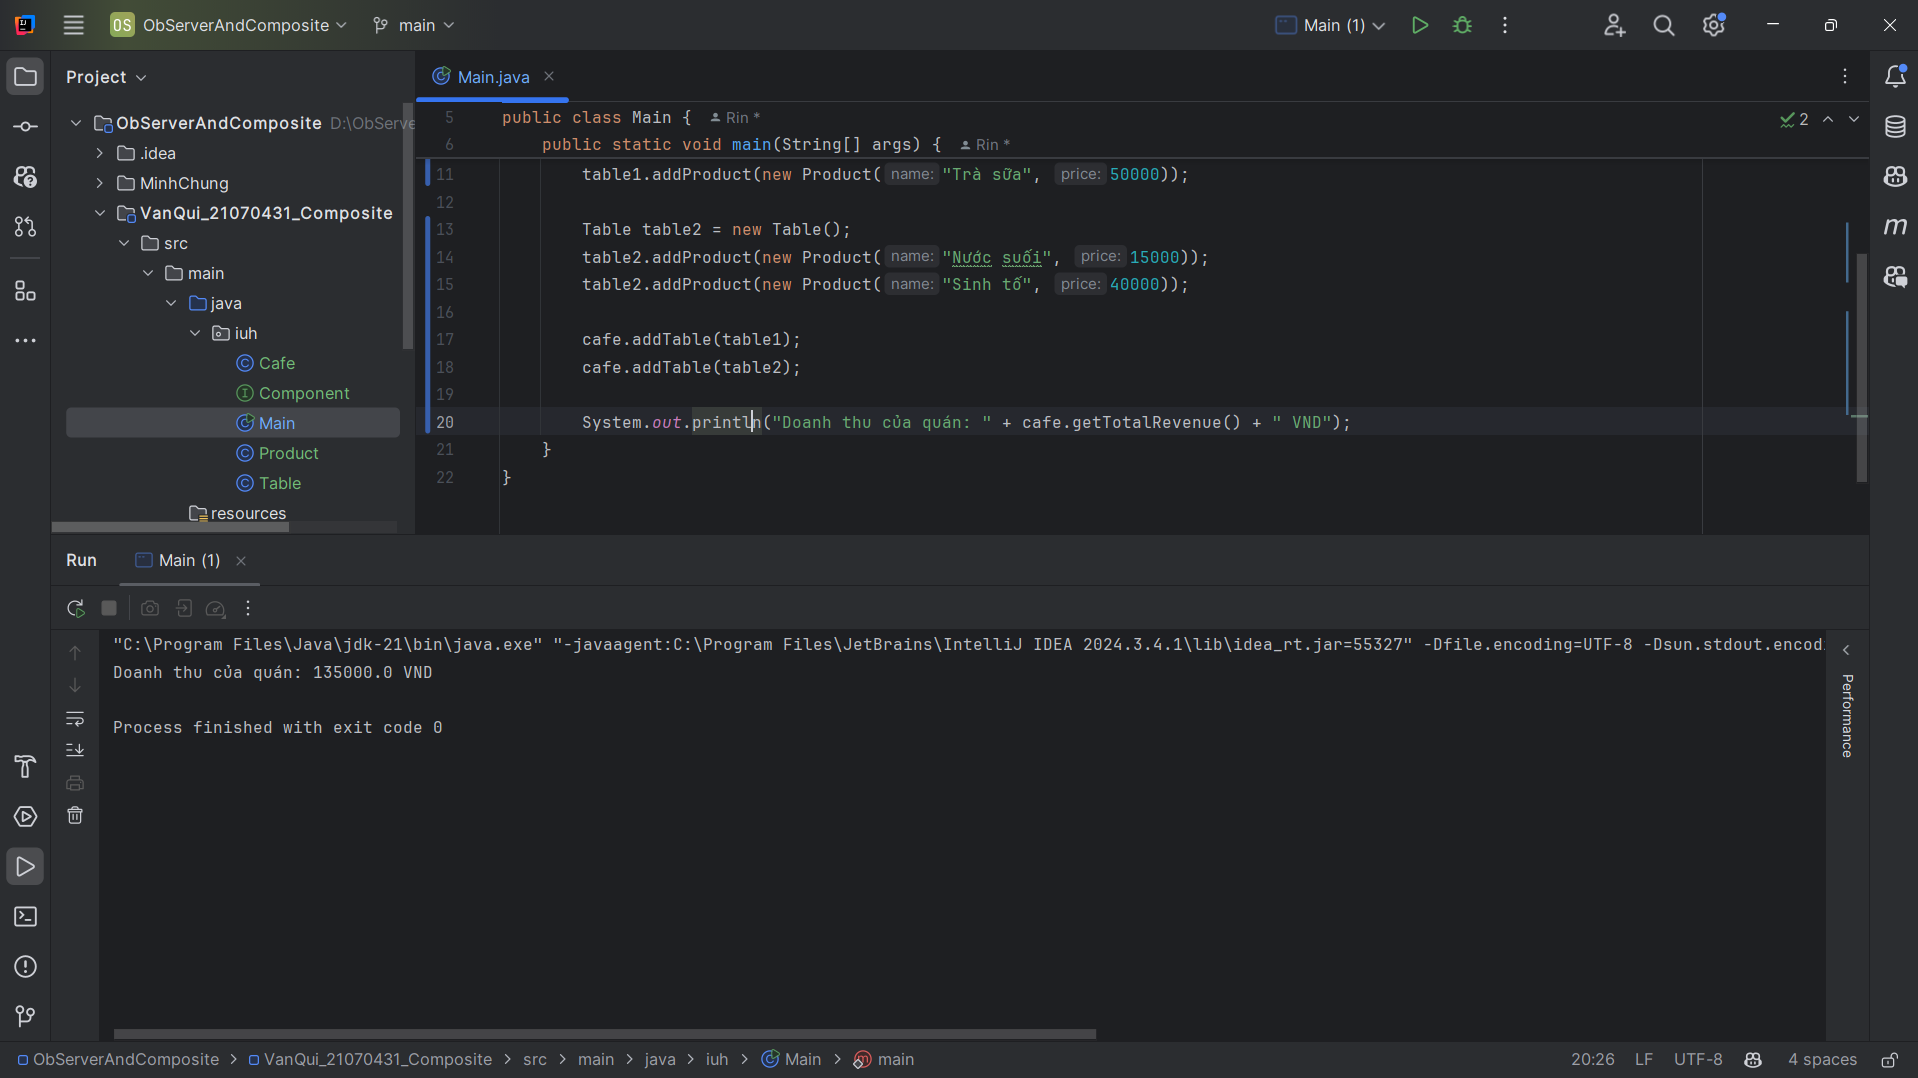 OS ObServerAndComposite main Main (1)
Project
Main.java
ObServerAndComposite D:\ObServe
.idea
MinhChung
VanQui_21070431_Composite
src
main
java
iuh
Cafe
Component
Main
Product
Table
resources
5 public class Main { Rin *
6 public static void main(String[] args) { Rin *
2
11 table1.addProduct(new Product( name: "Trà sữa", price: 50000));
12
13 Table table2 = new Table();
14 table2.addProduct(new Product( name: "Nước suối", price: 15000));
15 table2.addProduct(new Product( name: "Sinh tố", price: 40000));
16
17 cafe.addTable(table1);
18 cafe.addTable(table2);
19
20 System.out.println("Doanh thu của quán: " + cafe.getTotalRevenue() + " VND");
21 }
22 }
Run Main (1)
"C:\Program Files\Java\jdk-21\bin\java.exe" "-javaagent:C:\Program Files\JetBrains\IntelliJ IDEA 2024.3.4.1\lib\idea_rt.jar=55327" -Dfile.encoding=UTF-8 -Dsun.stdout.encodi
Doanh thu của quán: 135000.0 VND
Process finished with exit code 0
Performance
ObServerAndComposite > VanQui_21070431_Composite > src > main > java > iuh > Main > main
20:26 LF UTF-8 4 spaces